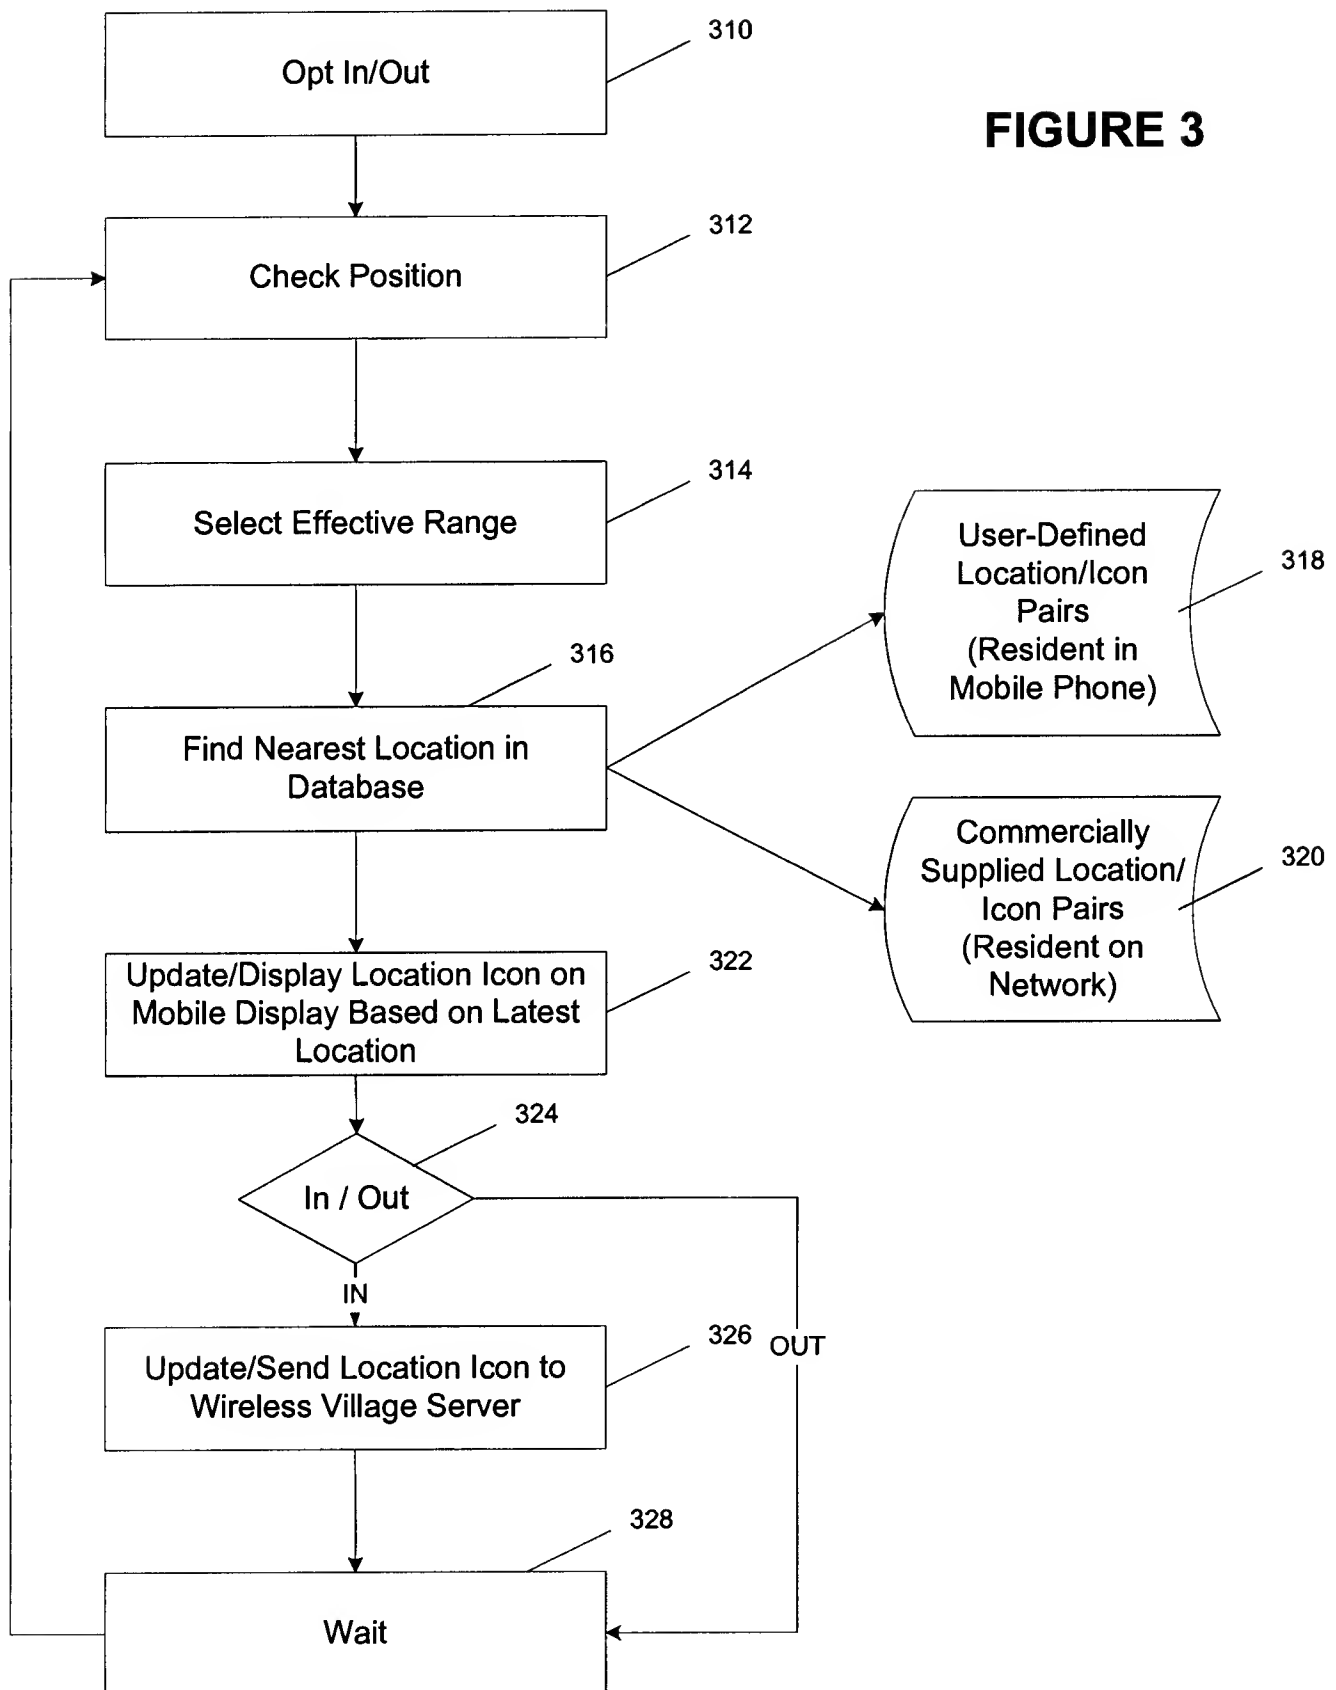 310
Opt In/Out
FIGURE 3
312
Check Position
314
Select Effective Range
316
Find Nearest Location in
Database
User-Defined
Location/Icon
Pairs
(Resident in
Mobile Phone)
318
Commercially
Supplied Location/
Icon Pairs
(Resident on
Network)
320
322
Update/Display Location Icon on
Mobile Display Based on Latest
Location
324
In / Out
IN
OUT
326
Update/Send Location Icon to
Wireless Village Server
328
Wait